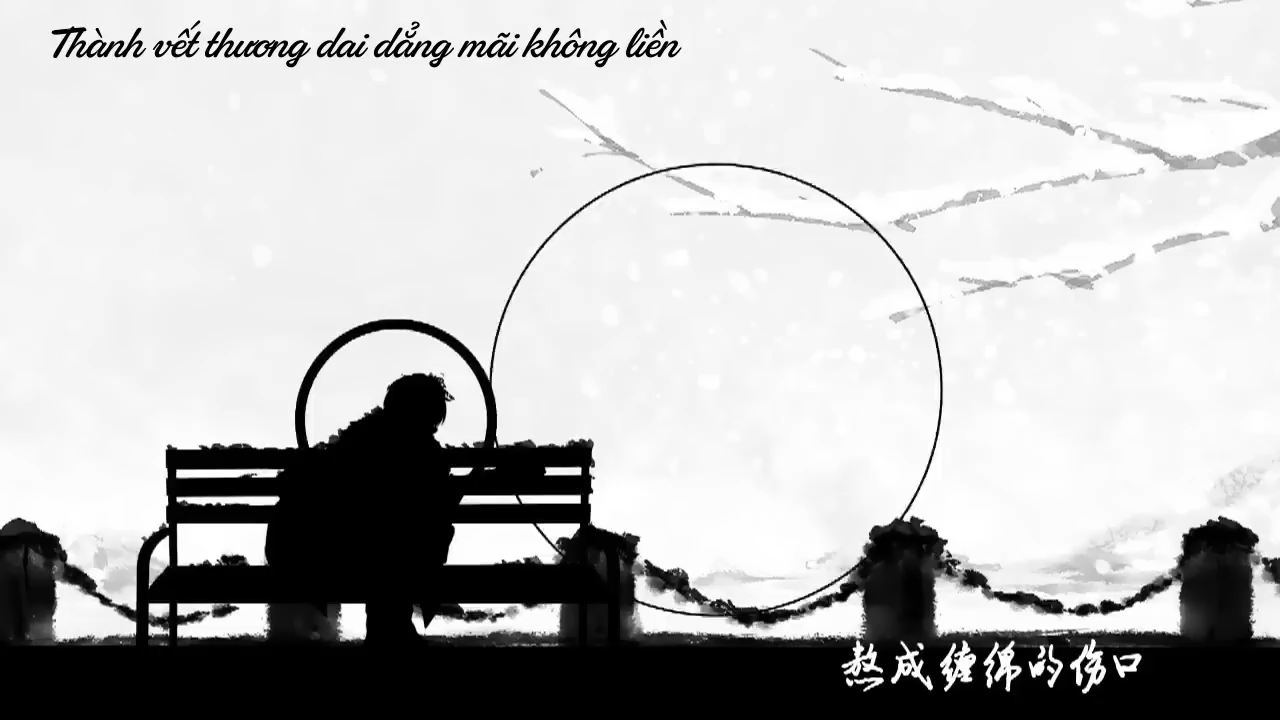 Thành vết thương dai dẳng mãi không liền
熬成缠绵的伤口